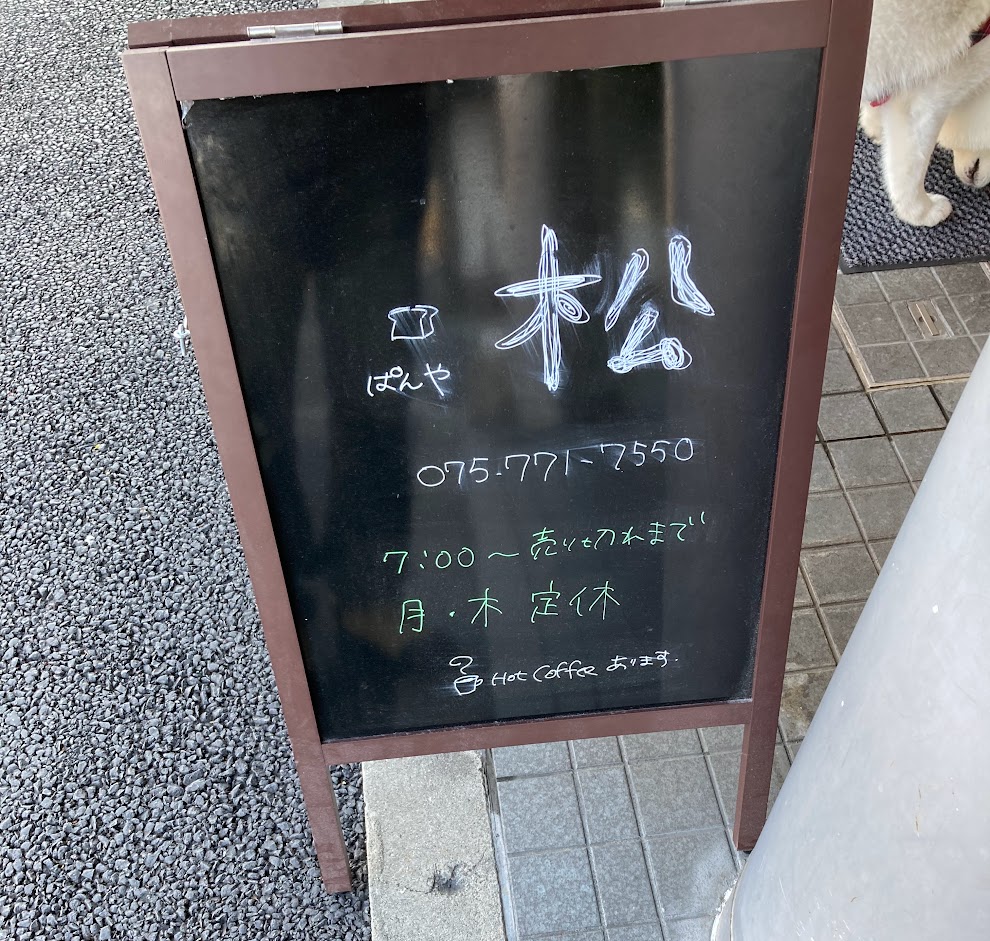 ぱんや 松
075-771-7550
7:00～売り切れまで
月・木 定休
Hot Coffee あります.